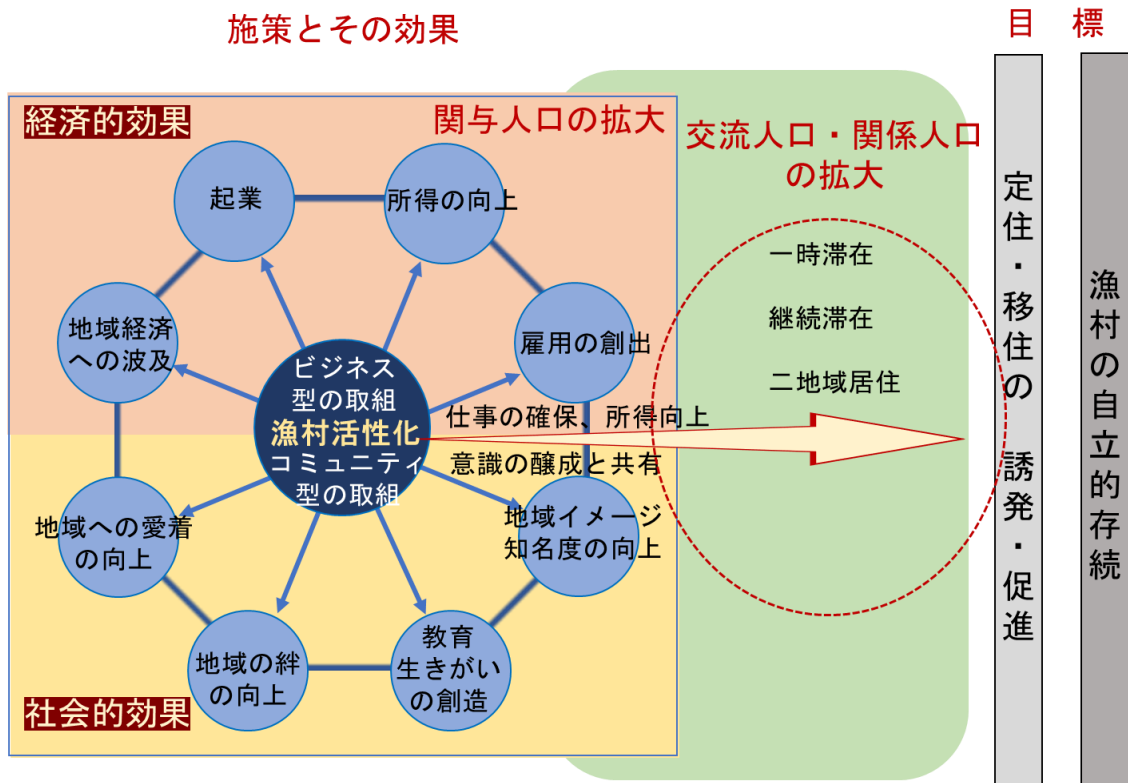 施策とその効果
目 標
経済的効果
関与人口の拡大
交流人口・関係人口
の拡大
起業
所得の向上
地域経済
への波及
雇用の創出
ビジネス
型の取組
漁村活性化
コミュニティ
型の取組
仕事の確保、所得向上
意識の醸成と共有
地域への愛着
の向上
地域イメージ
知名度の向上
地域の絆
の向上
教育
生きがい
の創造
社会的効果
一時滞在
継続滞在
二地域居住
定住・移住の 誘発・促進
漁村の自立的存続